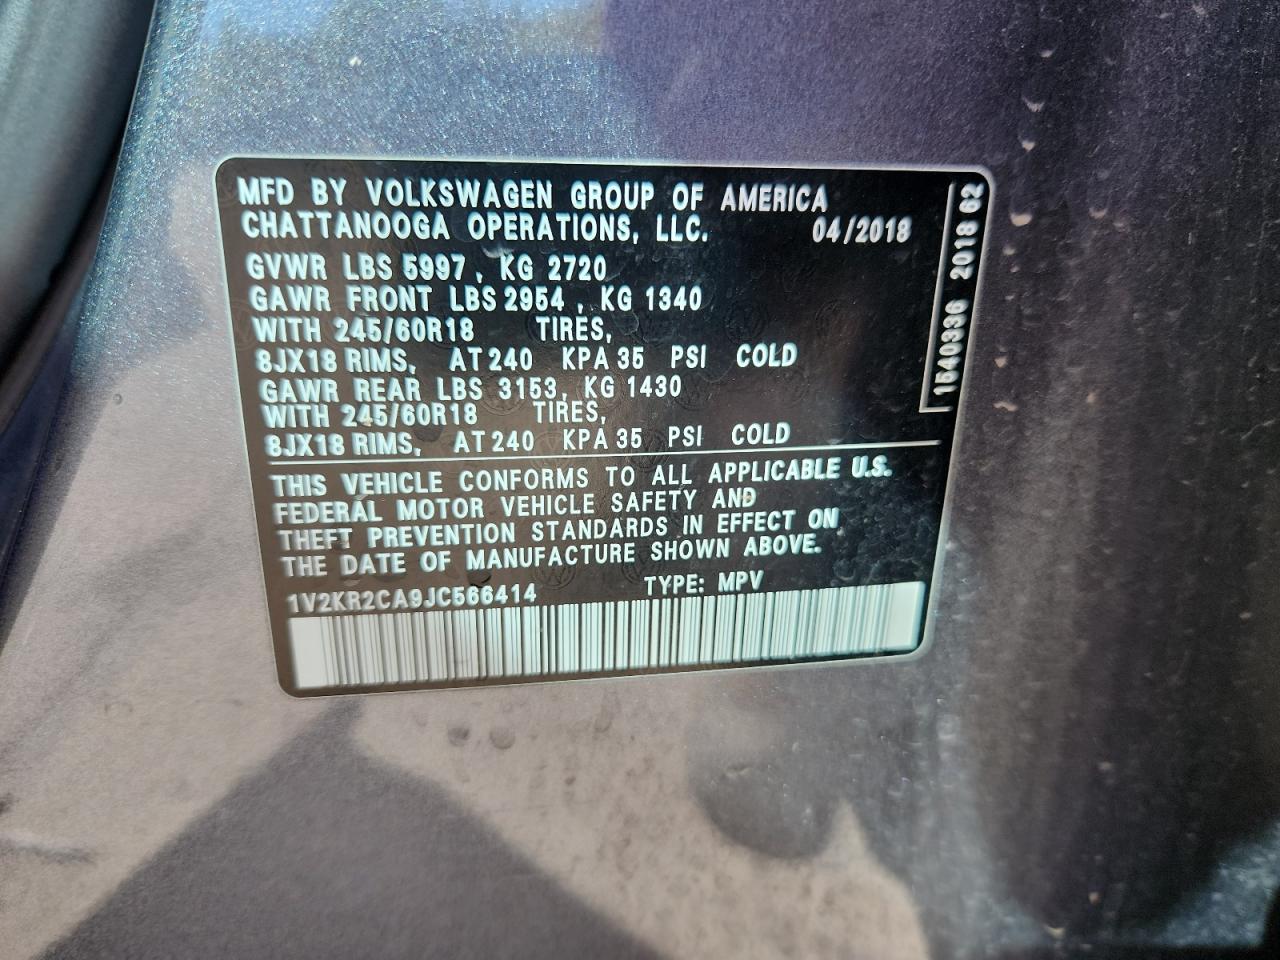 MFD BY VOLKSWAGEN GROUP OF AMERICA
CHATTANOOGA OPERATIONS, LLC. 04/2018
GVWR LBS 5997 , KG 2720
GAWR FRONT LBS 2954 , KG 1340
WITH 245/60R18 TIRES,
8JX18 RIMS, AT 240 KPA 35 PSI COLD
GAWR REAR LBS 3153, KG 1430
WITH 245/60R18 TIRES,
8JX18 RIMS, AT 240 KPA 35 PSI COLD
THIS VEHICLE CONFORMS TO ALL APPLICABLE U.S.
FEDERAL MOTOR VEHICLE SAFETY AND
THEFT PREVENTION STANDARDS IN EFFECT ON
THE DATE OF MANUFACTURE SHOWN ABOVE.
1V2KR2CA9JC566414 TYPE: MPV
1540336 2018 62